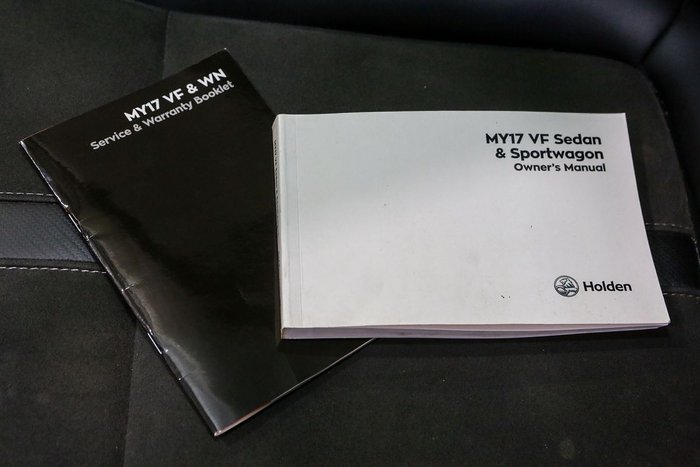 MY17 VF & WN
Service & Warranty Booklet
MY17 VF Sedan
& Sportwagon
Owner's Manual
Holden